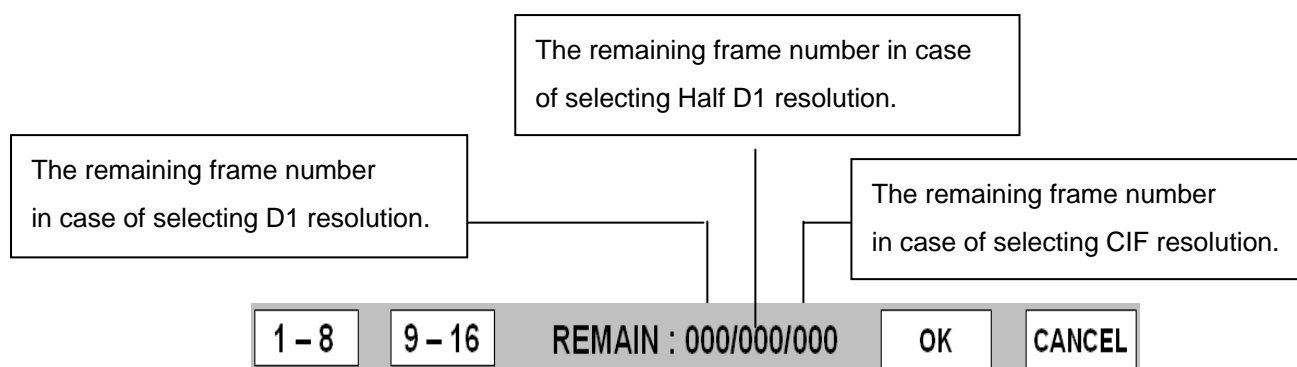 The remaining frame number in case
of selecting Half D1 resolution.
The remaining frame number
in case of selecting D1 resolution.
The remaining frame number
in case of selecting CIF resolution.
1 – 8 9 – 16 REMAIN : 000/000/000 OK CANCEL